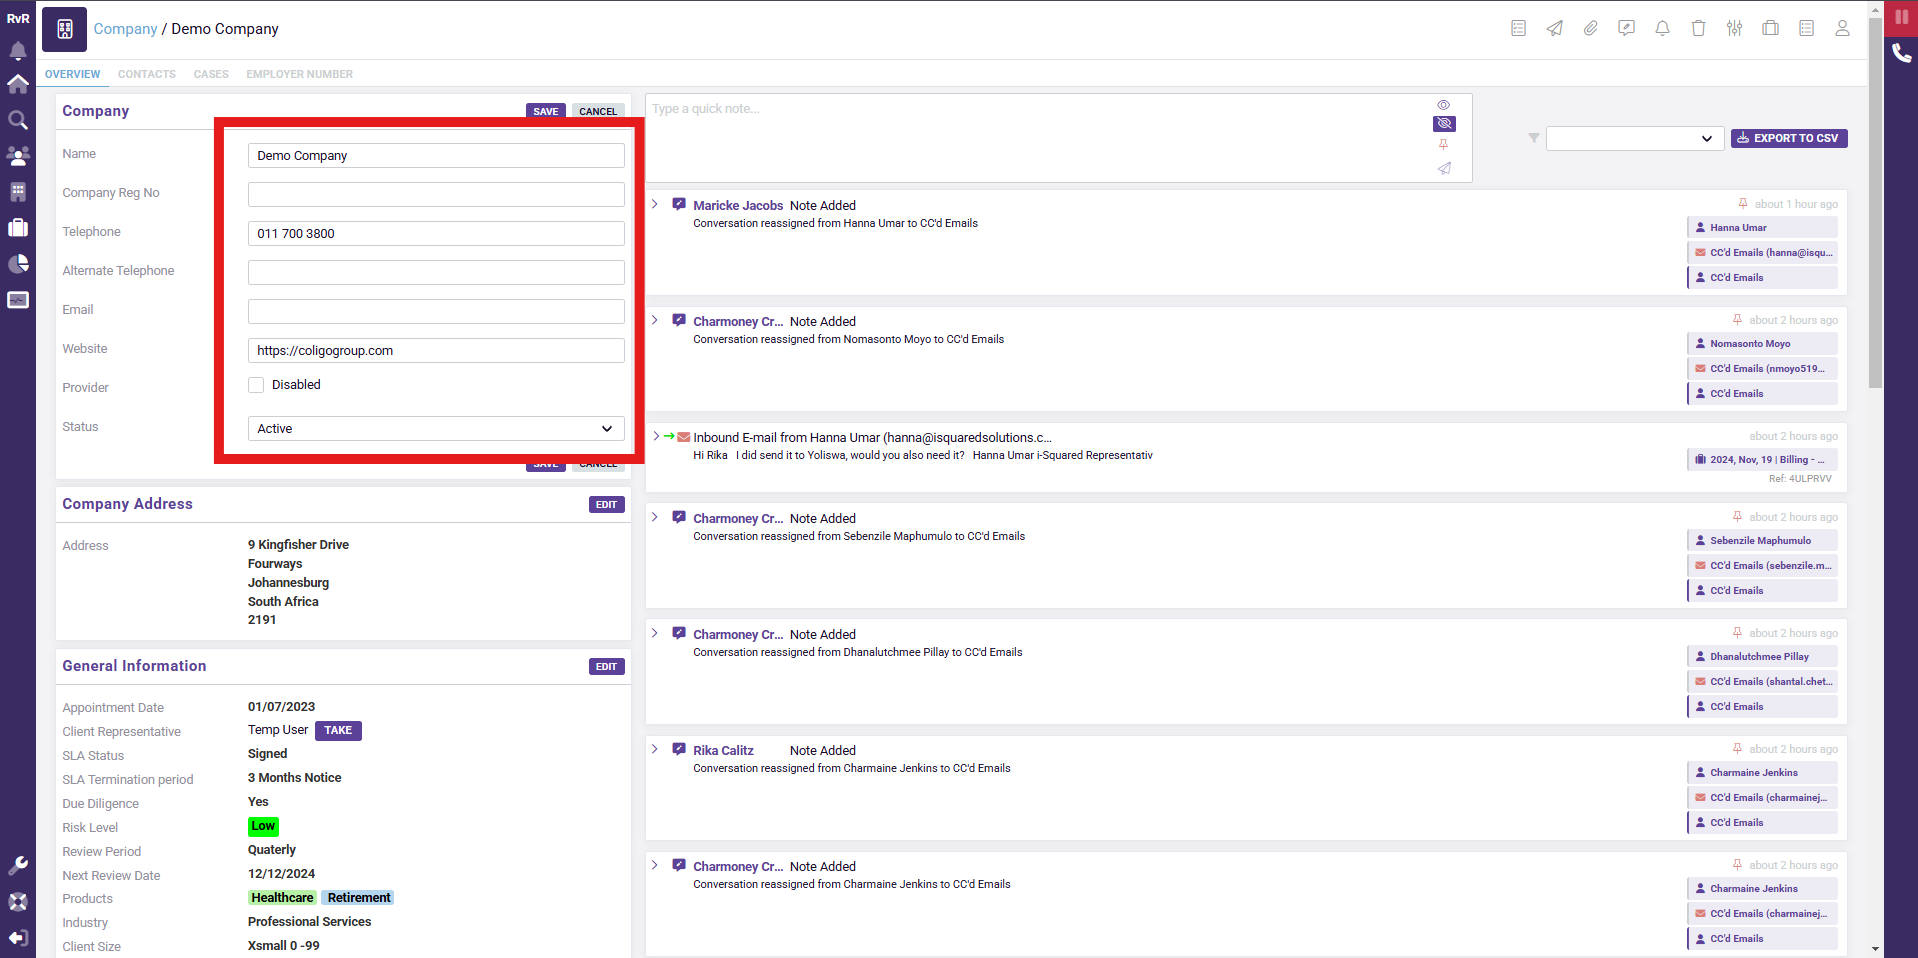 RvR
Company / Demo Company
OVERVIEW CONTACTS CASES EMPLOYER NUMBER
Company SAVE CANCEL
Name Demo Company
Company Reg No
Telephone 011 700 3800
Alternate Telephone
Email
Website https://coligogroup.com
Provider Disabled
Status Active
SAVE CANCEL
Company Address EDIT
Address 9 Kingfisher Drive
Fourways
Johannesburg
South Africa
2191
General Information EDIT
Appointment Date 01/07/2023
Client Representative Temp User TAKE
SLA Status Signed
SLA Termination period 3 Months Notice
Due Diligence Yes
Risk Level Low
Review Period Quaterly
Next Review Date 12/12/2024
Products Healthcare Retirement
Industry Professional Services
Client Size Xsmall 0 -99
Type a quick note...
EXPORT TO CSV
Maricke Jacobs Note Added about 1 hour ago
Conversation reassigned from Hanna Umar to CC'd Emails
Hanna Umar
CC'd Emails (hanna@isqu...
CC'd Emails
Charmoney Cr... Note Added about 2 hours ago
Conversation reassigned from Nomasonto Moyo to CC'd Emails
Nomasonto Moyo
CC'd Emails (nmoyo519...
CC'd Emails
Inbound E-mail from Hanna Umar (hanna@isquaredsolutions.c... about 2 hours ago
Hi Rika I did send it to Yoliswa, would you also need it? Hanna Umar i-Squared Representativ
2024, Nov, 19 | Billing - ...
Ref: 4ULPRVV
Charmoney Cr... Note Added about 2 hours ago
Conversation reassigned from Sebenzile Maphumulo to CC'd Emails
Sebenzile Maphumulo
CC'd Emails (sebenzile.m...
CC'd Emails
Charmoney Cr... Note Added about 2 hours ago
Conversation reassigned from Dhanalutchmee Pillay to CC'd Emails
Dhanalutchmee Pillay
CC'd Emails (shantal.chet...
CC'd Emails
Rika Calitz Note Added about 2 hours ago
Conversation reassigned from Charmaine Jenkins to CC'd Emails
Charmaine Jenkins
CC'd Emails (charmainej...
CC'd Emails
Charmoney Cr... Note Added about 2 hours ago
Conversation reassigned from Charmaine Jenkins to CC'd Emails
Charmaine Jenkins
CC'd Emails (charmainej...
CC'd Emails